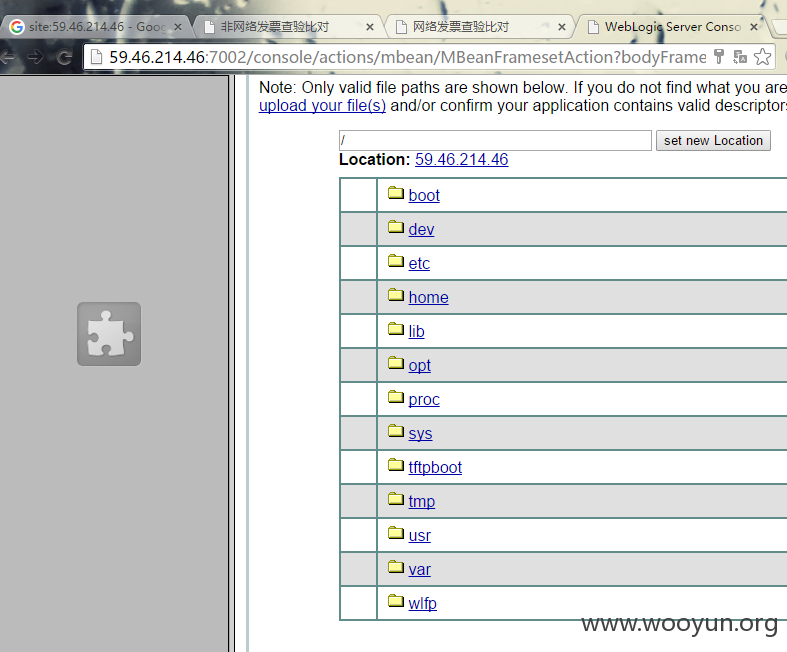 site:59.46.214.46 - Goog
非网络发票查验比对
网络发票查验比对
WebLogic Server Conso
59.46.214.46:7002/console/actions/mbean/MBeanFramesetAction?bodyFrame
Note: Only valid file paths are shown below. If you do not find what you are
upload your file(s) and/or confirm your application contains valid descriptors
/
set new Location
Location: 59.46.214.46
boot
dev
etc
home
lib
opt
proc
sys
tftpboot
tmp
usr
var
wlfp
www.wooyun.org